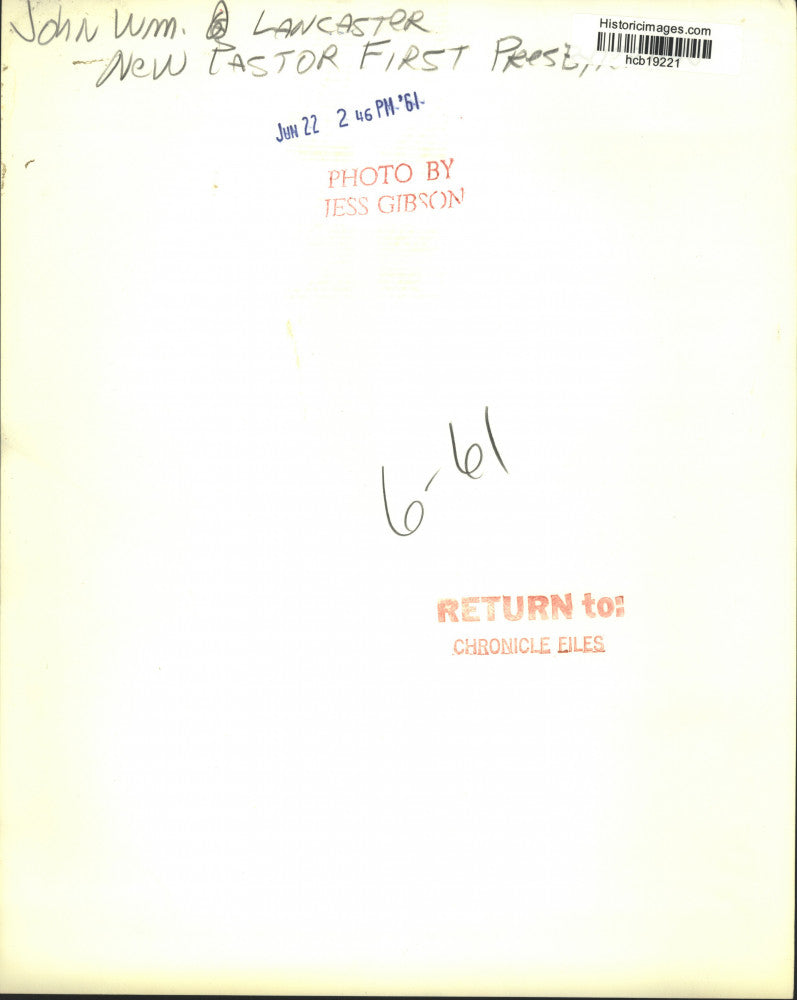 John Wm. LANCASTER
Historicimages.com
hcb19221
- New PASTOR FIRST
JUN 22 2 46 PM '61
PHOTO BY
JESS GIBSON
6-61
RETURN to:
CHRONICLE FILES